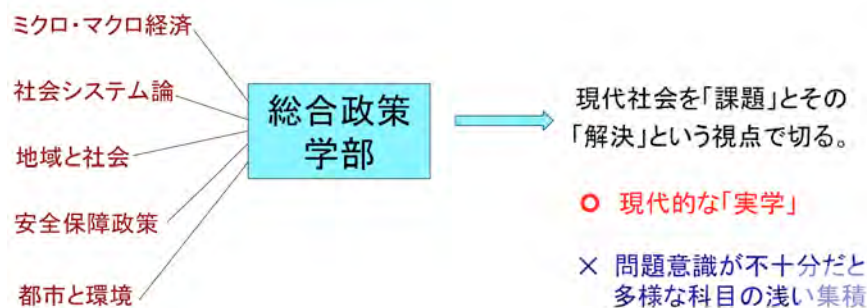 ミクロ・マクロ経済
社会システム論
地域と社会
安全保障政策
都市と環境
総合政策
学部
現代社会を「課題」とその
「解決」という視点で切る。
○ 現代的な「実学」
× 問題意識が不十分だと
多様な科目の浅い集積